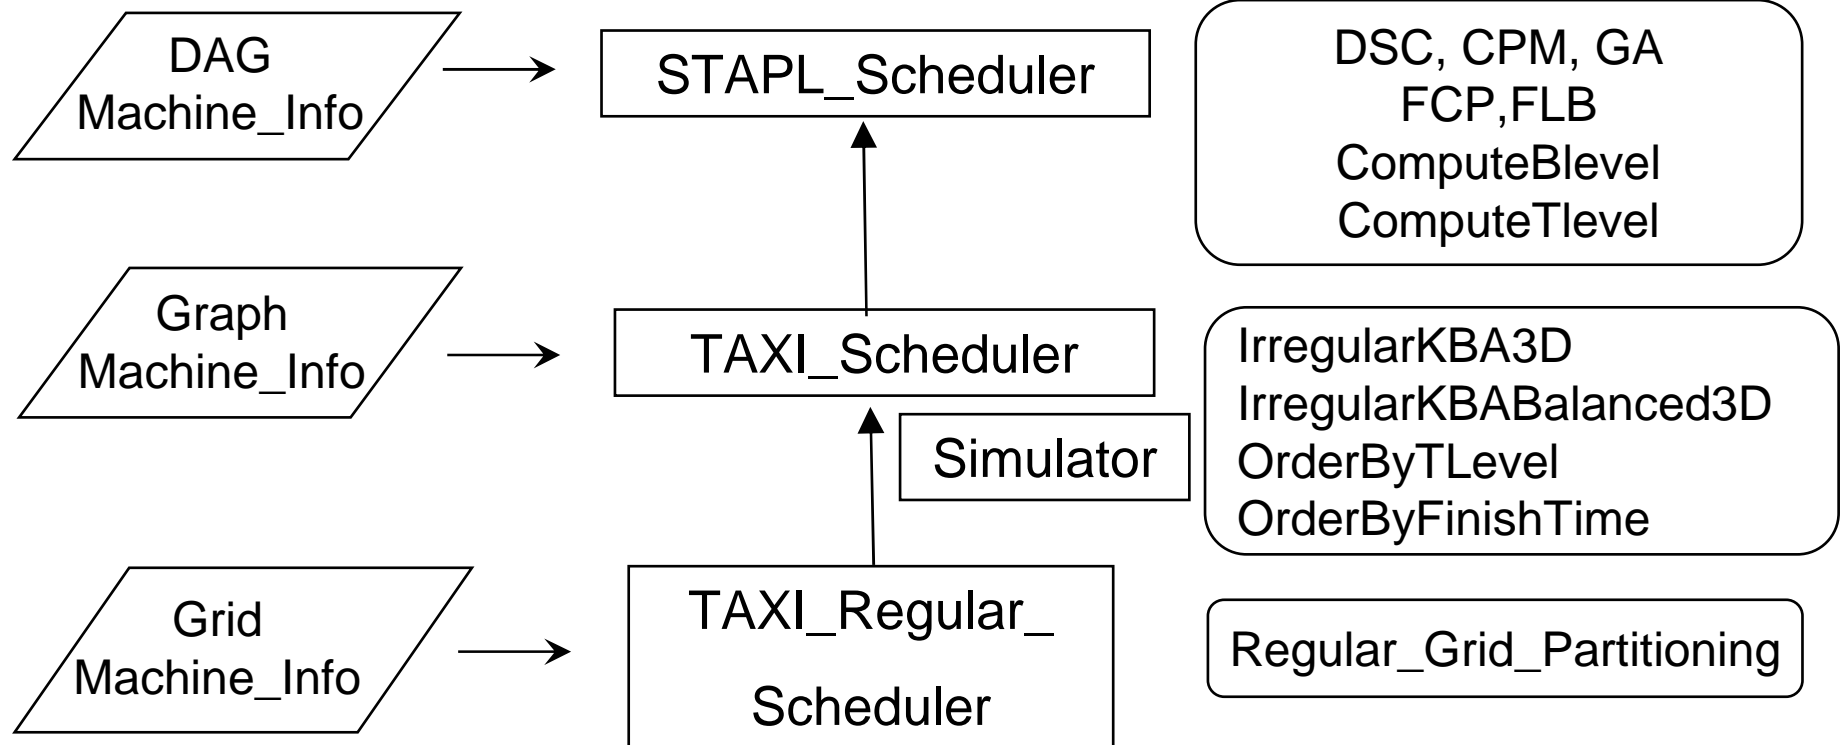 DAG
Machine_Info
STAPL_Scheduler
DSC, CPM, GA
FCP,FLB
ComputeBlevel
ComputeTlevel
Graph
Machine_Info
TAXI_Scheduler
IrregularKBA3D
IrregularKBABalanced3D
OrderByTLevel
OrderByFinishTime
Simulator
Grid
Machine_Info
TAXI_Regular_
Scheduler
Regular_Grid_Partitioning